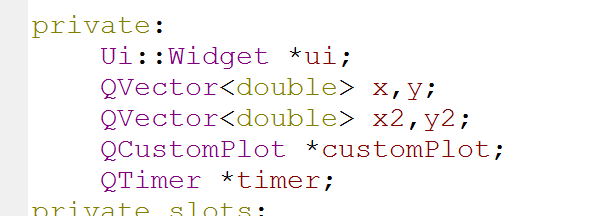 private:
    Ui::Widget *ui;
    QVector<double> x,y;
    QVector<double> x2,y2;
    QCustomPlot *customPlot;
    QTimer *timer;
private slots: